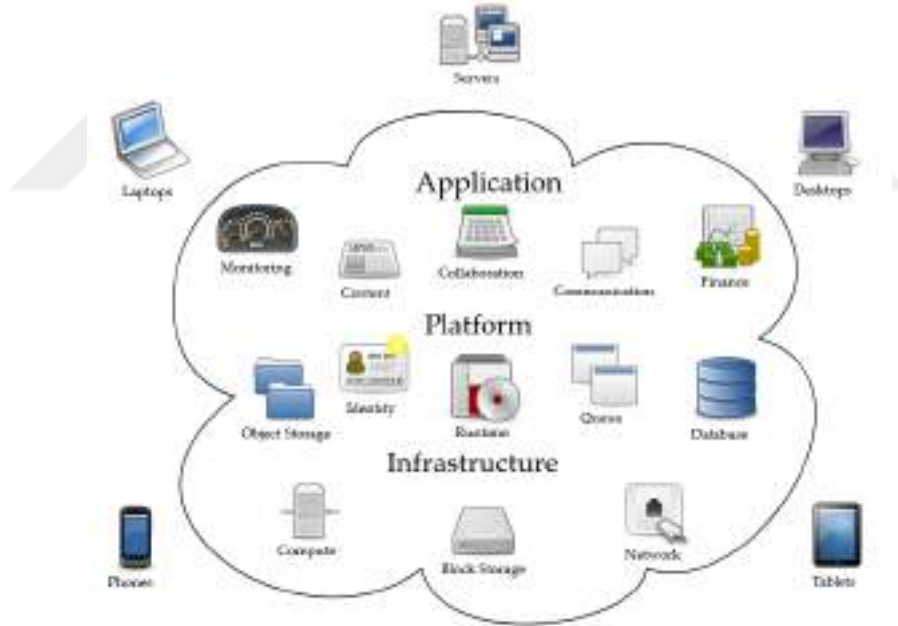 Servers
Laptops
Desktops
Application
Monitoring
Content
Collaboration
Communication
Finance
Platform
Object Storage
Identity
Runtime
Queue
Database
Infrastructure
Compute
Block Storage
Network
Phones
Tablets